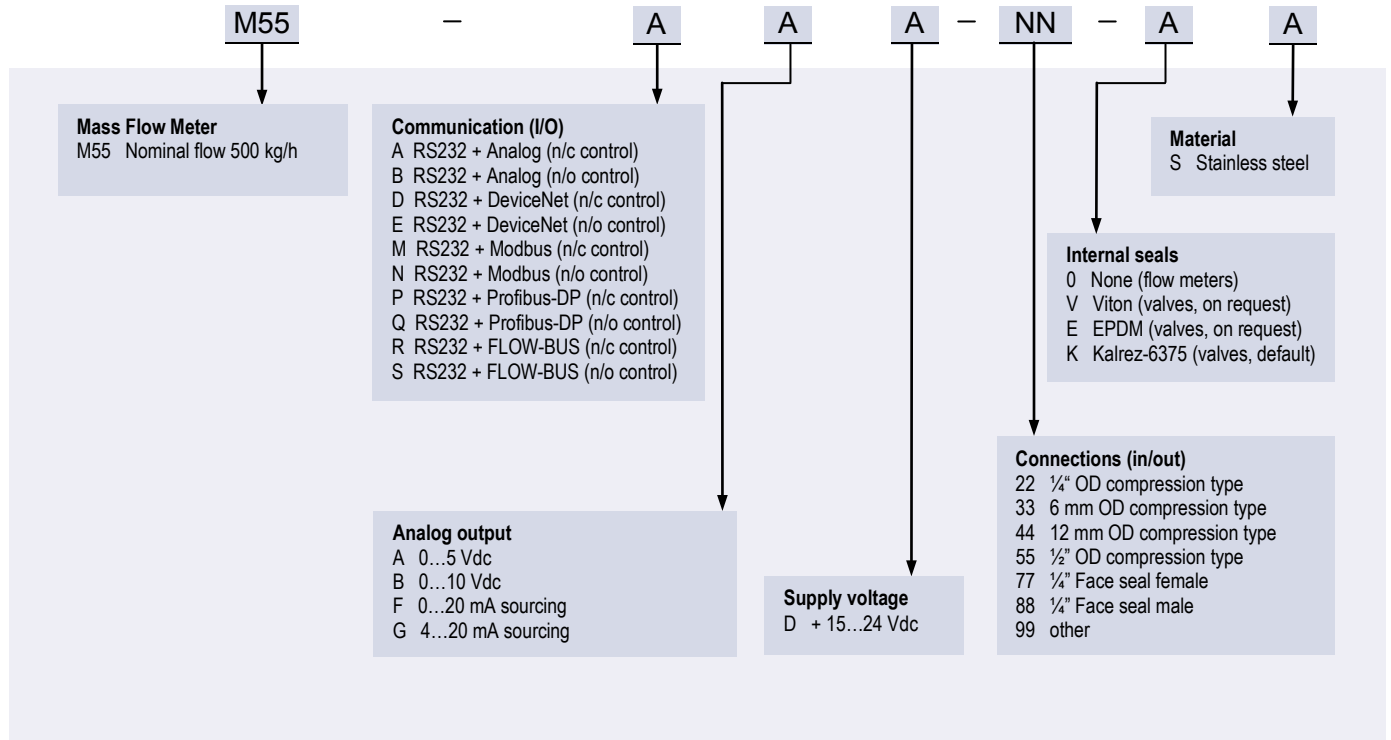 M55 – A A A – NN – A A
Mass Flow Meter
M55 Nominal flow 500 kg/h
Communication (I/O)
A RS232 + Analog (n/c control)
B RS232 + Analog (n/o control)
D RS232 + DeviceNet (n/c control)
E RS232 + DeviceNet (n/o control)
M RS232 + Modbus (n/c control)
N RS232 + Modbus (n/o control)
P RS232 + Profibus-DP (n/c control)
Q RS232 + Profibus-DP (n/o control)
R RS232 + FLOW-BUS (n/c control)
S RS232 + FLOW-BUS (n/o control)
Material
S Stainless steel
Internal seals
0 None (flow meters)
V Viton (valves, on request)
E EPDM (valves, on request)
K Kalrez-6375 (valves, default)
Analog output
A 0…5 Vdc
B 0…10 Vdc
F 0…20 mA sourcing
G 4…20 mA sourcing
Supply voltage
D + 15…24 Vdc
Connections (in/out)
22 ¼“ OD compression type
33 6 mm OD compression type
44 12 mm OD compression type
55 ½” OD compression type
77 ¼” Face seal female
88 ¼” Face seal male
99 other